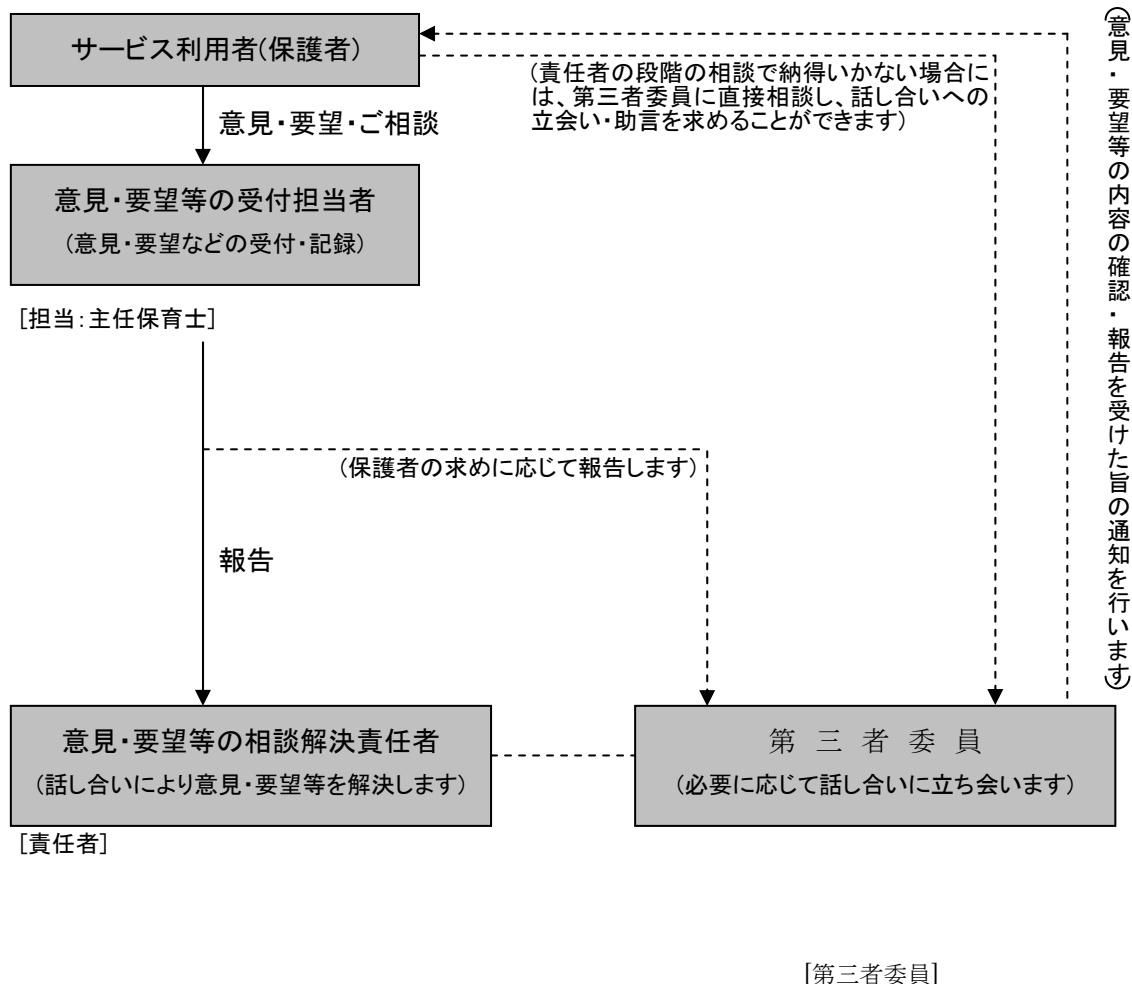 サービス利用者(保護者)
(責任者の段階の相談で納得いかない場合に
は、第三者委員に直接相談し、話し合いへの
立会い・助言を求めることができます)
意見・要望・ご相談
意見・要望等の受付担当者
(意見・要望などの受付・記録)
[担当:主任保育士]
(保護者の求めに応じて報告します)
報告
(意見・要望等の内容の確認・報告を受けた旨の通知を行います)
意見・要望等の相談解決責任者
(話し合いにより意見・要望等を解決します)
[責任者]
第 三 者 委 員
(必要に応じて話し合いに立ち会います)
[第三者委員]